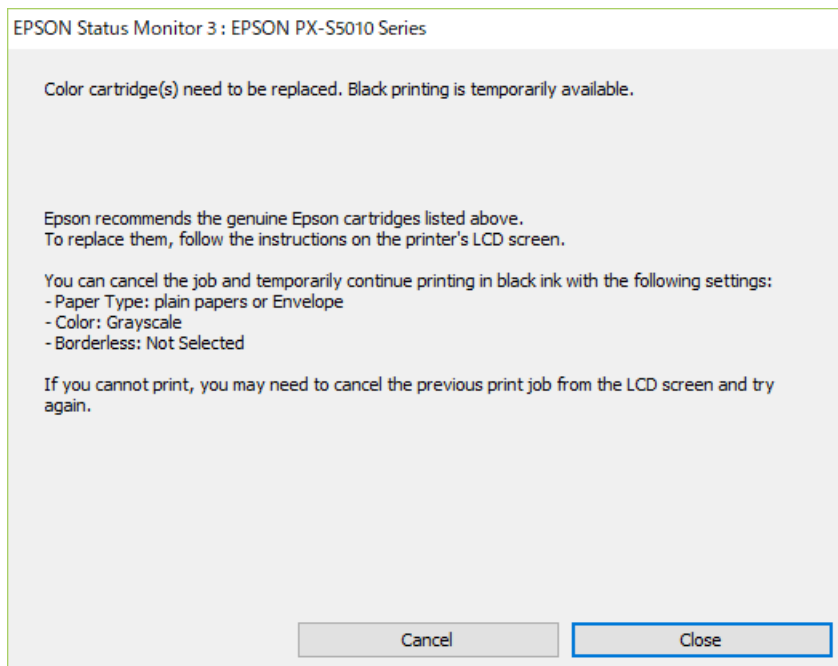 EPSON Status Monitor 3 : EPSON PX-S5010 Series
Color cartridge(s) need to be replaced. Black printing is temporarily available.
Epson recommends the genuine Epson cartridges listed above.
To replace them, follow the instructions on the printer's LCD screen.
You can cancel the job and temporarily continue printing in black ink with the following settings:
- Paper Type: plain papers or Envelope
- Color: Grayscale
- Borderless: Not Selected
If you cannot print, you may need to cancel the previous print job from the LCD screen and try
again.
Cancel Close